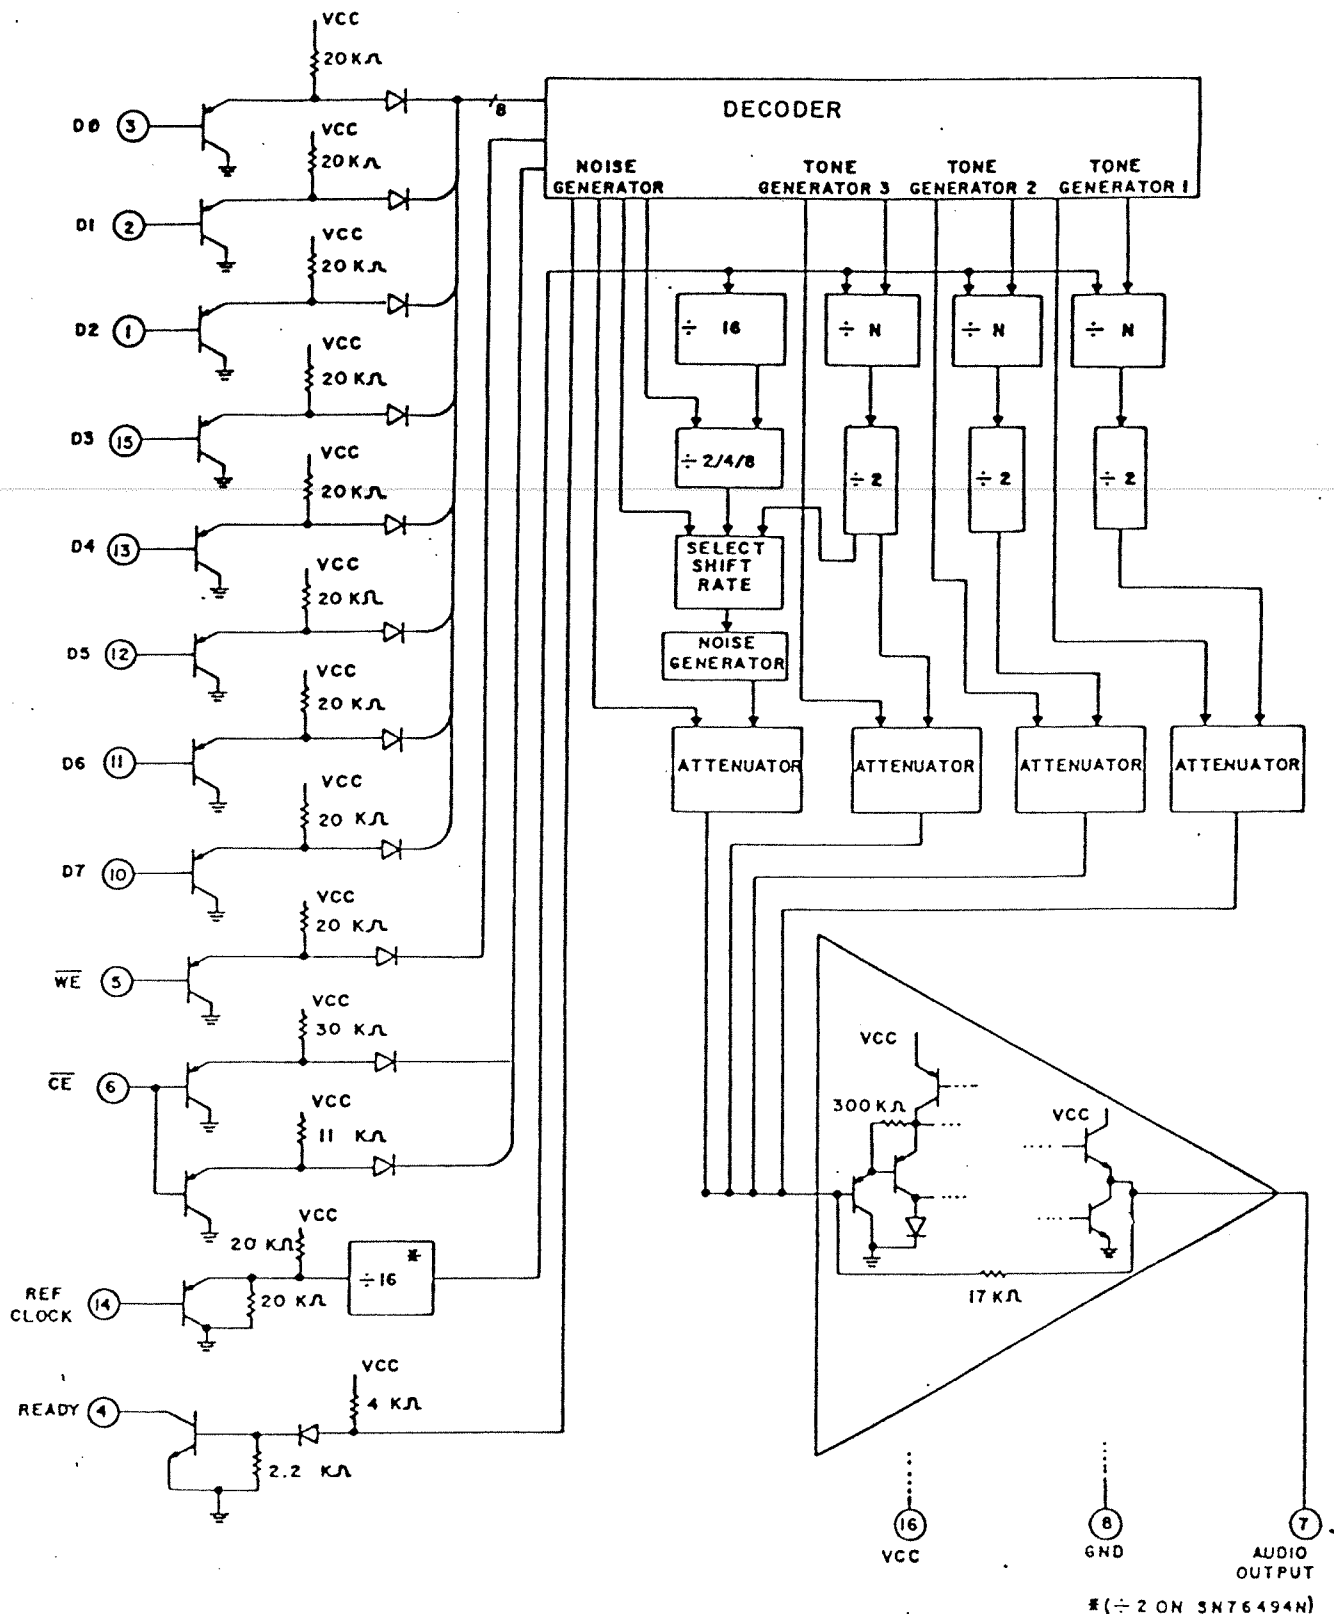 VCC
20 KΩ
D0 3
DECODER
8
NOISE GENERATOR
TONE GENERATOR 3
TONE GENERATOR 2
TONE GENERATOR 1
VCC
20 KΩ
D1 2
VCC
20 KΩ
D2 1
÷ 16
÷ N
÷ N
÷ N
VCC
20 KΩ
D3 15
÷ 2/4/8
÷ 2
÷ 2
÷ 2
VCC
20 KΩ
D4 13
SELECT
SHIFT
RATE
VCC
20 KΩ
D5 12
NOISE
GENERATOR
VCC
20 KΩ
D6 11
ATTENUATOR
ATTENUATOR
ATTENUATOR
ATTENUATOR
VCC
20 KΩ
D7 10
VCC
20 KΩ
W̅E̅ 5
VCC
30 KΩ
C̅E̅ 6
VCC
11 KΩ
VCC
300 KΩ
VCC
17 KΩ
VCC
20 KΩ
*
÷16
REF
CLOCK 14
20 KΩ
VCC
4 KΩ
READY 4
2.2 KΩ
16
VCC
8
GND
7
AUDIO
OUTPUT
*(÷ 2 ON SN76494N)